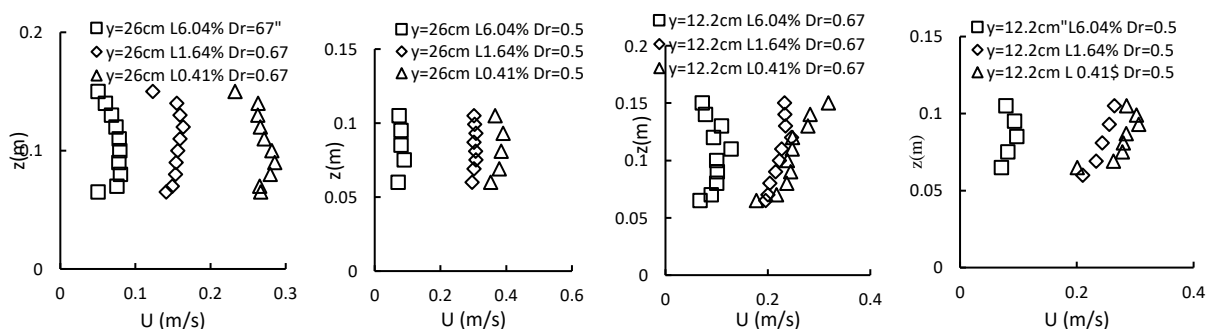 y=26cm L6.04% Dr=67"
y=26cm L1.64% Dr=0.67
y=26cm L0.41% Dr=0.67
0.2
0.1
0
z(m)
0
0.1
0.2
0.3
U (m/s)
y=26cm L6.04% Dr=0.5
y=26cm L1.64% Dr=0.5
y=26cm L0.41% Dr=0.5
0.15
0.1
0.05
0
z(m)
0
0.2
0.4
0.6
U (m/s)
y=12.2cm L6.04% Dr=0.67
y=12.2cm L1.64% Dr=0.67
y=12.2cm L0.41% Dr=0.67
0.2
0.15
0.1
0.05
0
z(m)
0
0.2
0.4
U (m/s)
y=12.2cm"L6.04% Dr=0.5
y=12.2cm L1.64% Dr=0.5
y=12.2cm L 0.41$ Dr=0.5
0.15
0.1
0.05
0
z(m)
0
0.2
0.4
U (m/s)